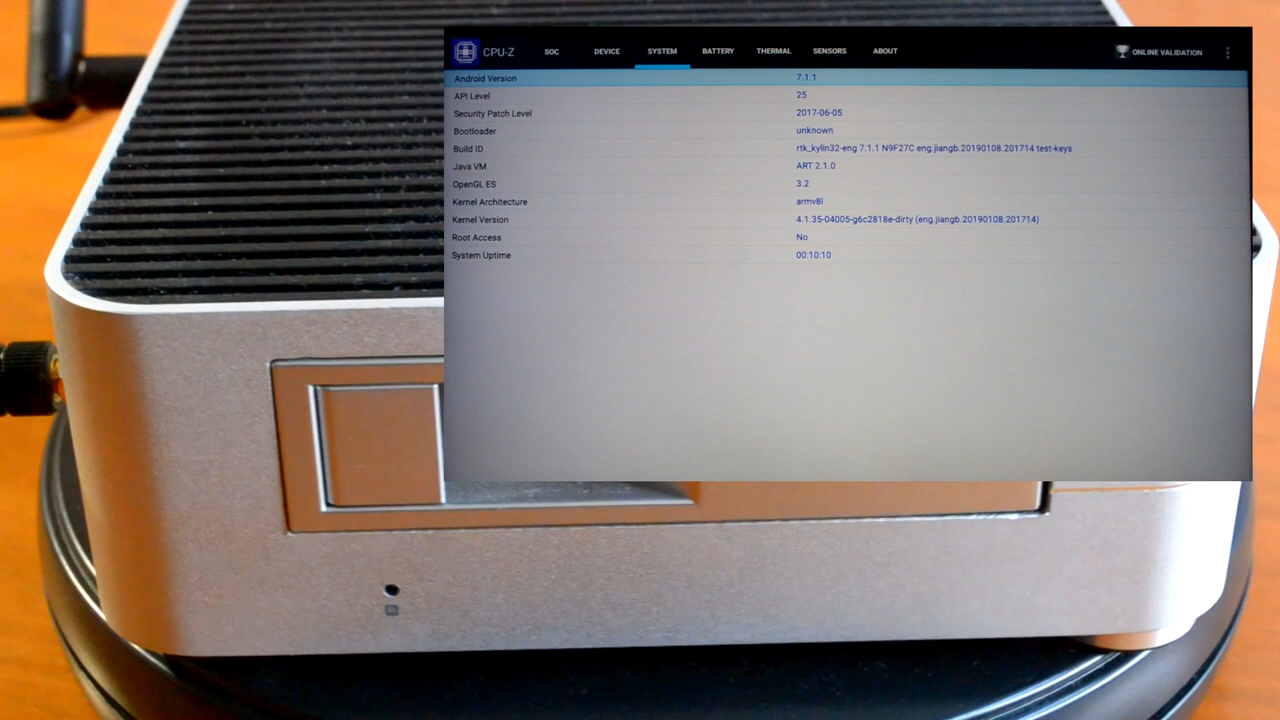 CPU-Z SOC DEVICE SYSTEM BATTERY THERMAL SENSORS ABOUT ONLINE VALIDATION
Android Version 7.1.1
API Level 25
Security Patch Level 2017-06-05
Bootloader unknown
Build ID rtk_kylin32-eng 7.1.1 N9F27C eng.jiangb.20190108.201714 test-keys
Java VM ART 2.1.0
OpenGL ES 3.2
Kernel Architecture armv8l
Kernel Version 4.1.35-04005-g6c2818e-dirty (eng.jiangb.20190108.201714)
Root Access No
System Uptime 00:10:10